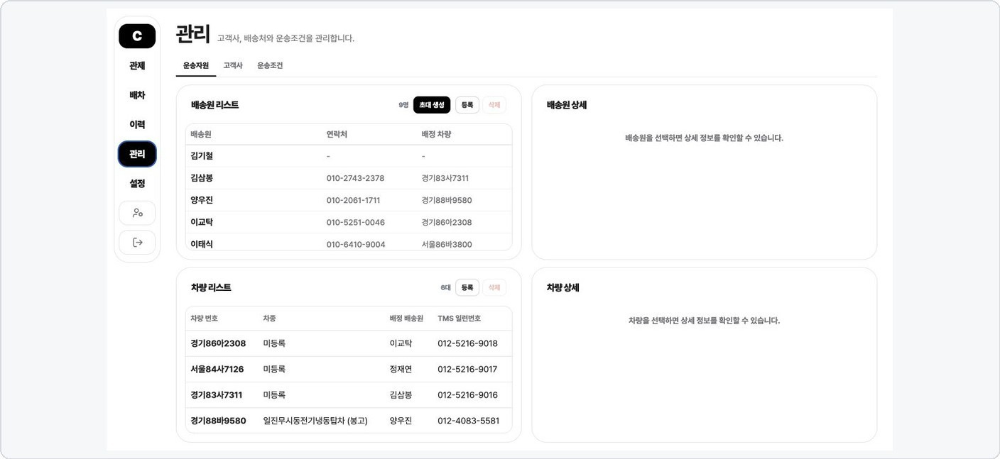 C
관제
배차
이력
관리
설정
관리 고객사, 배송처와 운송조건을 관리합니다.
운송자원 고객사 운송조건
배송원 리스트 9명 초대 생성 등록 삭제
배송원 연락처 배정 차량
김기철 - -
김삼봉 010-2743-2378 경기83사7311
양우진 010-2061-1711 경기88바9580
이교탁 010-5251-0046 경기86아2308
이태식 010-6410-9004 서울86바3800
배송원 상세
배송원을 선택하면 상세 정보를 확인할 수 있습니다.
차량 리스트 6대 등록 삭제
차량 번호 차종 배정 배송원 TMS 일련번호
경기86아2308 미등록 이교탁 012-5216-9018
서울84사7126 미등록 정재연 012-5216-9017
경기83사7311 미등록 김삼봉 012-5216-9016
경기88바9580 일진무시동전기냉동탑차 (봉고) 양우진 012-4083-5581
차량 상세
차량을 선택하면 상세 정보를 확인할 수 있습니다.